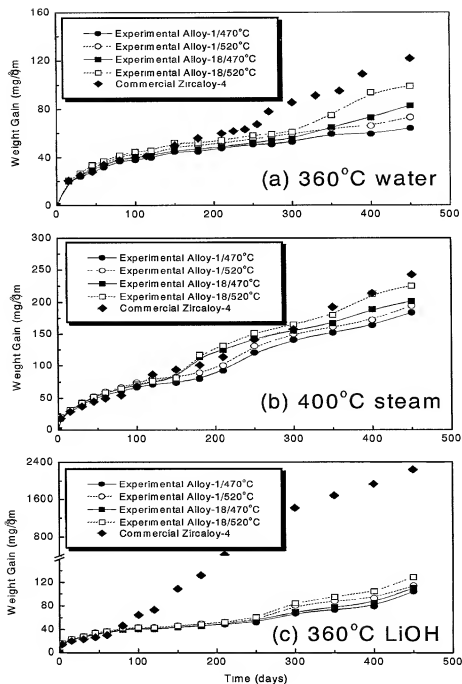 160
120
80
40
0
Weight Gain (mg/dm
Experimental Alloy-1/470°C
Experimental Alloy-1/520°C
Experimental Alloy-18/470°C
Experimental Alloy-18/520°C
Commercial Zircaloy-4
(a) 360°C water
0 100 200 300 400 500
300
250
200
150
100
50
0
Weight Gain (mg/dm
Experimental Alloy-1/470°C
Experimental Alloy-1/520°C
Experimental Alloy-18/470°C
Experimental Alloy-18/520°C
Commercial Zircaloy-4
(b) 400°C steam
0 100 200 300 400 500
2400
1600
800
120
80
40
0
Weight Gain (mg/dm
Experimental Alloy-1/470°C
Experimental Alloy-1/520°C
Experimental Alloy-18/470°C
Experimental Alloy-18/520°C
Commercial Zircaloy-4
(c) 360°C LiOH
0 100 200 300 400 500
Time (days)